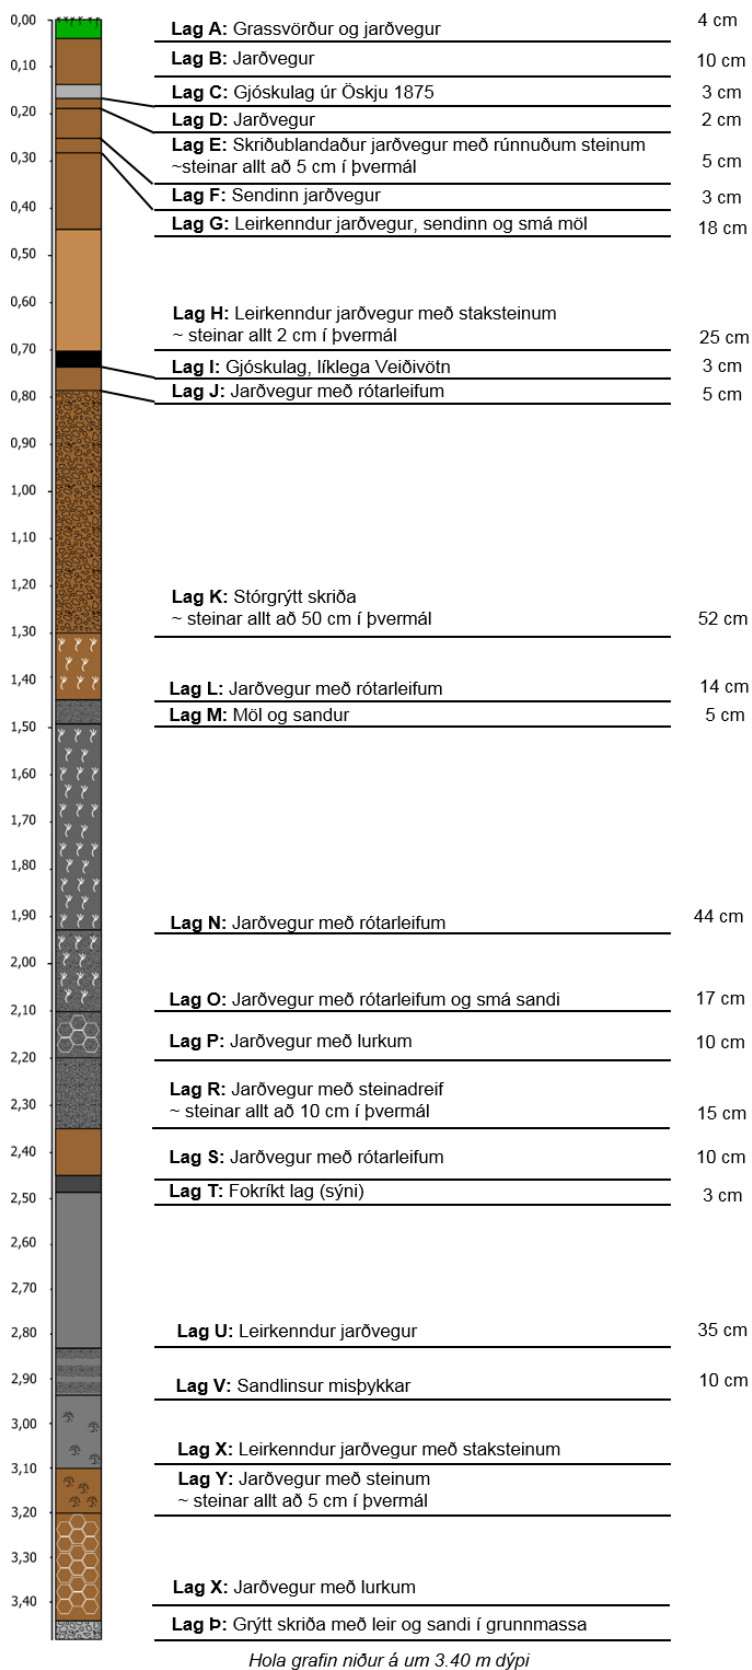 0,00
Lag A: Grassvörður og jarðvegur 4 cm
0,10
Lag B: Jarðvegur 10 cm
Lag C: Gjóskulag úr Öskju 1875 3 cm
0,20
Lag D: Jarðvegur 2 cm
Lag E: Skriðublandaður jarðvegur með rúnnuðum steinum
~steinar allt að 5 cm í þvermál 5 cm
0,30
Lag F: Sendinn jarðvegur 3 cm
0,40
Lag G: Leirkenndur jarðvegur, sendinn og smá möl 18 cm
0,50
0,60
Lag H: Leirkenndur jarðvegur með staksteinum
~ steinar allt 2 cm í þvermál 25 cm
0,70
Lag I: Gjóskulag, líklega Veiðivötn 3 cm
0,80
Lag J: Jarðvegur með rótarleifum 5 cm
0,90
1,00
1,10
1,20
Lag K: Stórgrýtt skriða
~ steinar allt að 50 cm í þvermál 52 cm
1,30
1,40
Lag L: Jarðvegur með rótarleifum 14 cm
Lag M: Möl og sandur 5 cm
1,50
1,60
1,70
1,80
1,90
Lag N: Jarðvegur með rótarleifum 44 cm
2,00
Lag O: Jarðvegur með rótarleifum og smá sandi 17 cm
2,10
Lag P: Jarðvegur með lurkum 10 cm
2,20
Lag R: Jarðvegur með steinadreif
2,30
~ steinar allt að 10 cm í þvermál 15 cm
2,40
Lag S: Jarðvegur með rótarleifum 10 cm
Lag T: Fokríkt lag (sýni) 3 cm
2,50
2,60
2,70
2,80
Lag U: Leirkenndur jarðvegur 35 cm
2,90
Lag V: Sandlinsur misþykkar 10 cm
3,00
Lag X: Leirkenndur jarðvegur með staksteinum
3,10
Lag Y: Jarðvegur með steinum
~ steinar allt að 5 cm í þvermál
3,20
3,30
Lag X: Jarðvegur með lurkum
3,40
Lag Þ: Grýtt skriða með leir og sandi í grunnmassa
Hola grafin niður á um 3.40 m dýpi